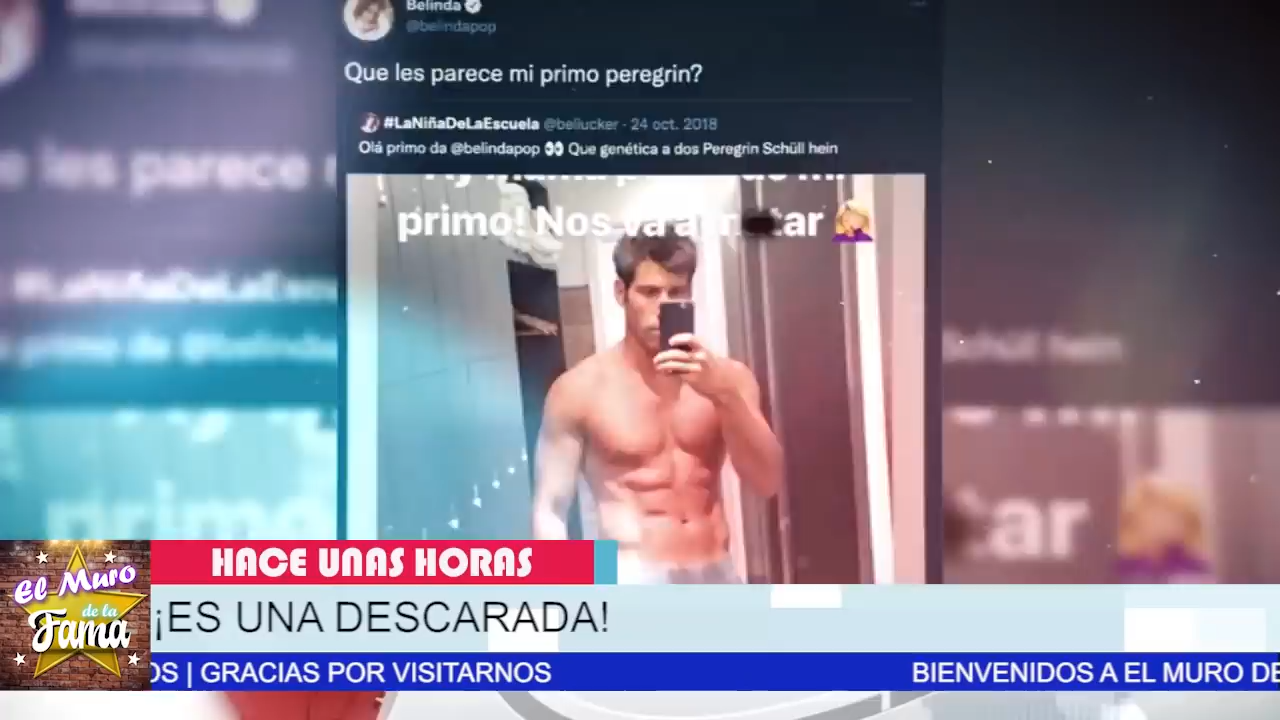 Belinda
@belindapop
Que les parece mi primo peregrin?
#LaNiñaDeLaEscuela @beliucker · 24 oct. 2018
Olá primo da @belindapop 👀 Que genética a dos Peregrin Schüll hein
primo! Nos va a
tar 🤦‍♀️
HACE UNAS HORAS
¡ES UNA DESCARADA!
El Muro
de la
Fama
OS | GRACIAS POR VISITARNOS
BIENVENIDOS A EL MURO DE